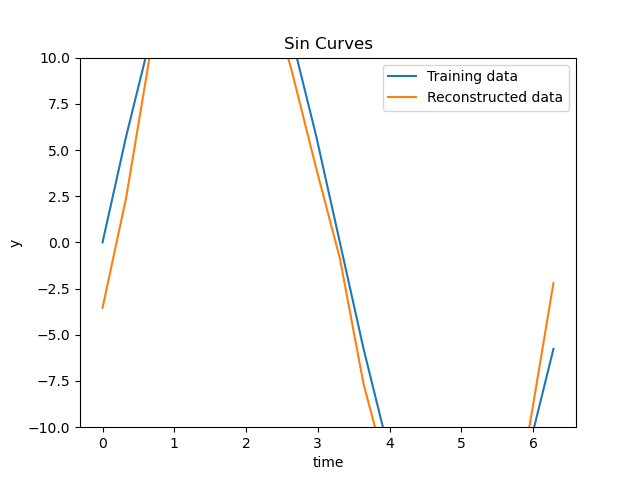 Sin Curves
Training data
Reconstructed data
10.0
7.5
5.0
2.5
0.0
−2.5
−5.0
−7.5
−10.0
y
0 1 2 3 4 5 6
time